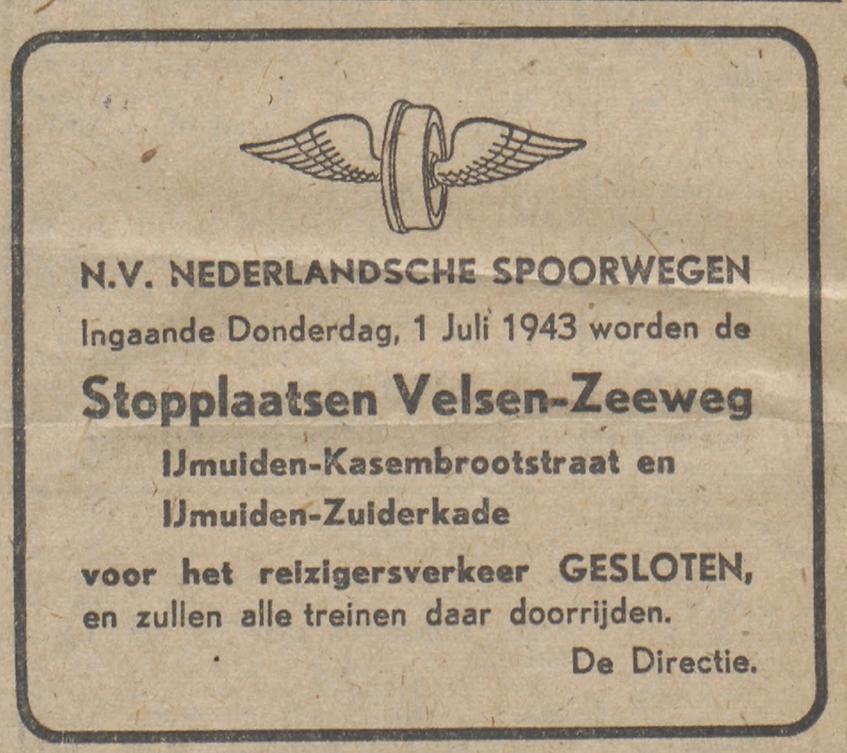 N.V. NEDERLANDSCHE SPOORWEGEN
Ingaande Donderdag, 1 Juli 1943 worden de
Stopplaatsen Velsen-Zeeweg
IJmuiden-Kasembrootstraat en
IJmuiden-Zuiderkade
voor het reizigersverkeer GESLOTEN,
en zullen alle treinen daar doorrijden.
De Directie.